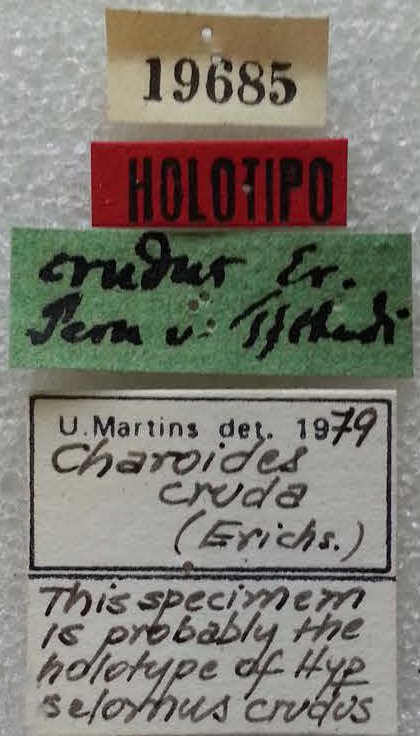 19685
HOLOTIPO
crudus Er.
Peru v. Tschudi
U. Martins det. 1979
Charoides
cruda
(Erichs.)
This specimem
is probably the
holotype of Hyp
selomus crudus